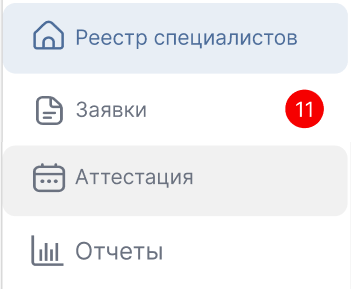 Реестр специалистов
Заявки 11
Аттестация
Отчеты